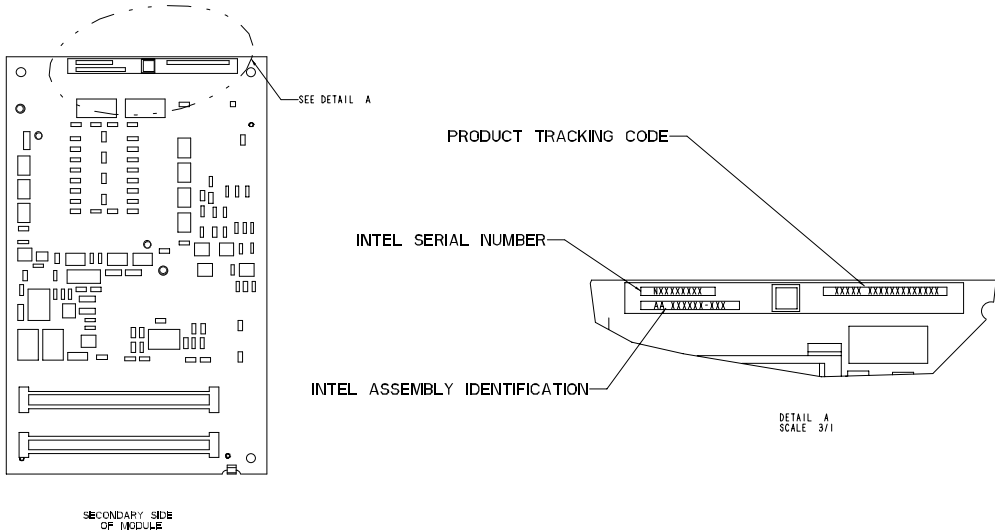 SEE DETAIL A
PRODUCT TRACKING CODE
INTEL SERIAL NUMBER
NXXXXXXXX
XXXXX XXXXXXXXXXXXX
AA XXXXXX-XXX
INTEL ASSEMBLY IDENTIFICATION
DETAIL A
SCALE 3/1
SECONDARY SIDE
OF MODULE